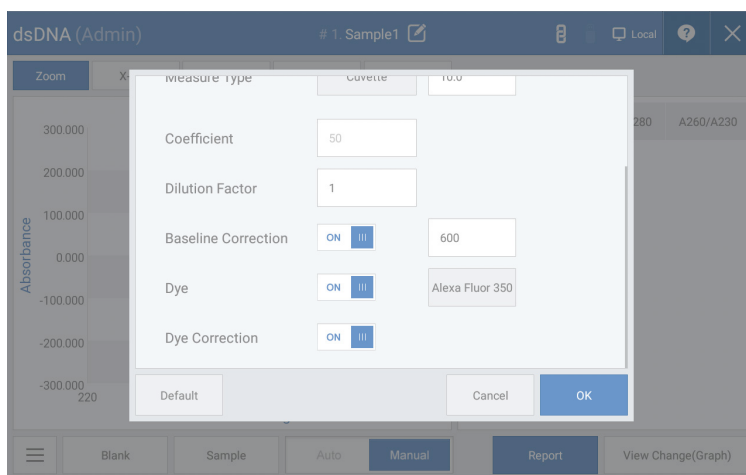 dsDNA (Admin)
# 1. Sample1
Local
?
Zoom
X-
280 A260/A230
Measure Type Cuvette 10.0
Coefficient 50
Dilution Factor 1
Baseline Correction ON 600
Dye ON Alexa Fluor 350
Dye Correction ON
Default Cancel OK
Absorbance
300.000
200.000
100.000
0.000
-100.000
-200.000
-300.000
220
Blank Sample Auto Manual Report View Change(Graph)